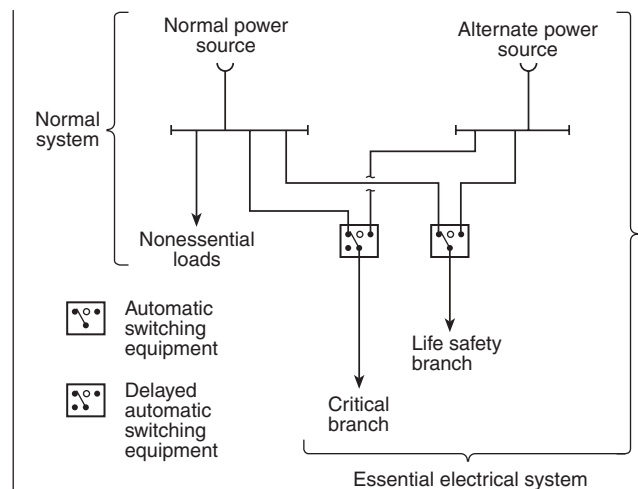 Normal power
source
Alternate power
source
Normal
system
Nonessential
loads
Automatic
switching
equipment
Life safety
branch
Delayed
automatic
switching
equipment
Critical
branch
Essential electrical system